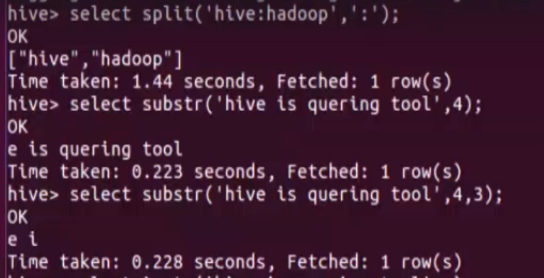 hive> select split('hive:hadoop',':');
OK
["hive","hadoop"]
Time taken: 1.44 seconds, Fetched: 1 row(s)
hive> select substr('hive is quering tool',4);
OK
e is quering tool
Time taken: 0.223 seconds, Fetched: 1 row(s)
hive> select substr('hive is quering tool',4,3);
OK
e i
Time taken: 0.228 seconds, Fetched: 1 row(s)